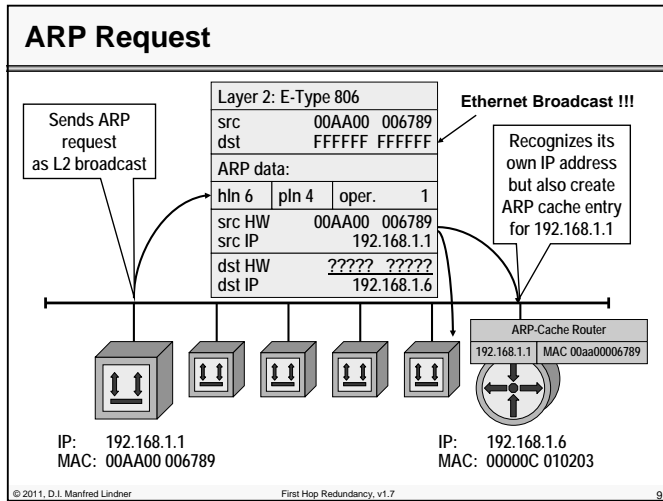 ARP Request
Layer 2: E-Type 806
src 00AA00 006789
dst FFFFFF FFFFFF
ARP data:
hln 6 pln 4 oper. 1
src HW 00AA00 006789
src IP 192.168.1.1
dst HW ????? ?????
dst IP 192.168.1.6
Sends ARP
request
as L2 broadcast
Ethernet Broadcast !!!
Recognizes its
own IP address
but also create
ARP cache entry
for 192.168.1.1
ARP-Cache Router
192.168.1.1 MAC 00aa00006789
IP: 192.168.1.1
MAC: 00AA00 006789
IP: 192.168.1.6
MAC: 00000C 010203
© 2011, D.I. Manfred Lindner
First Hop Redundancy, v1.7
9